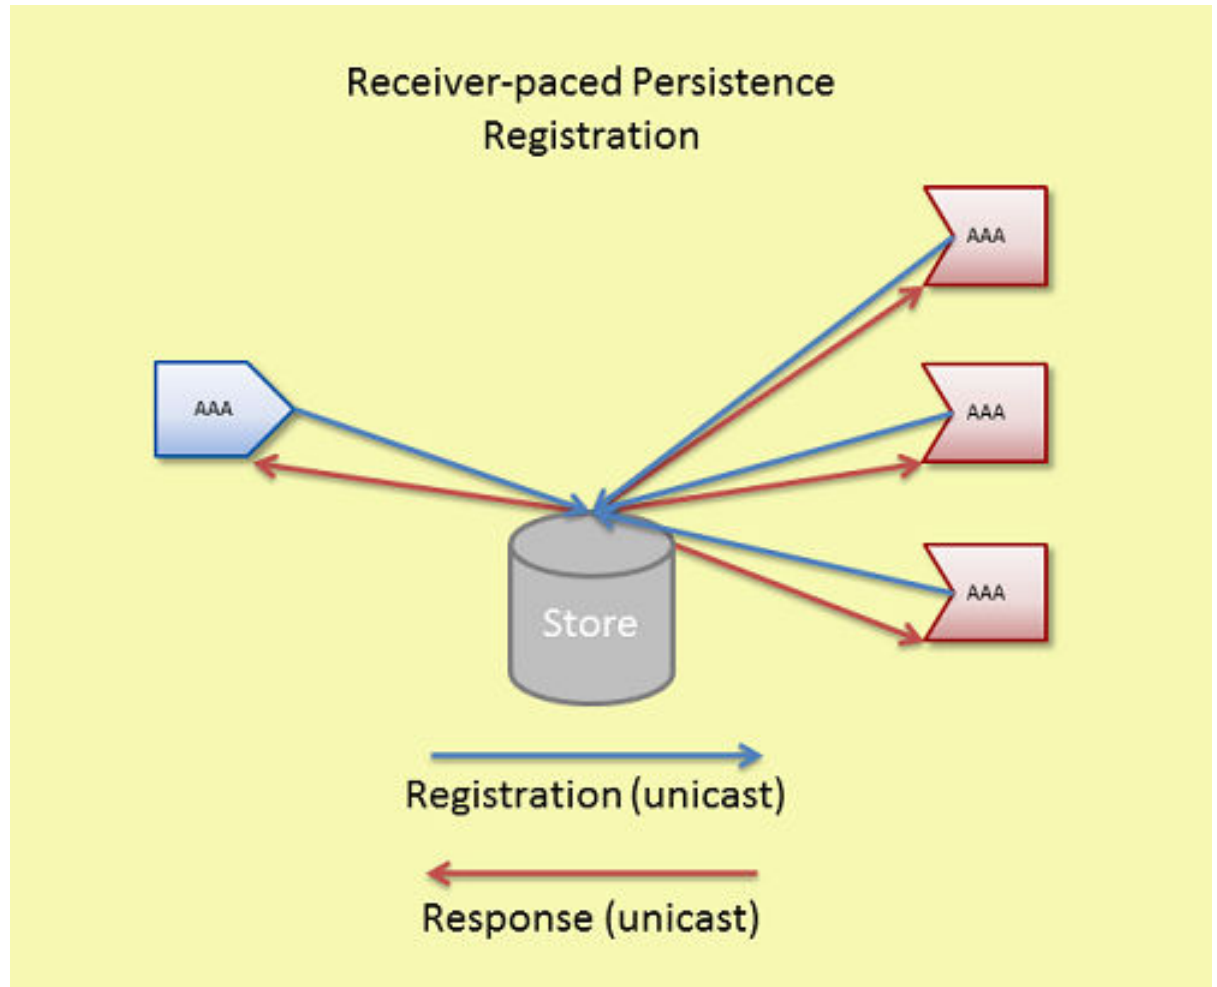 Receiver-paced Persistence
Registration
AAA
AAA
AAA
AAA
Store
Registration (unicast)
Response (unicast)